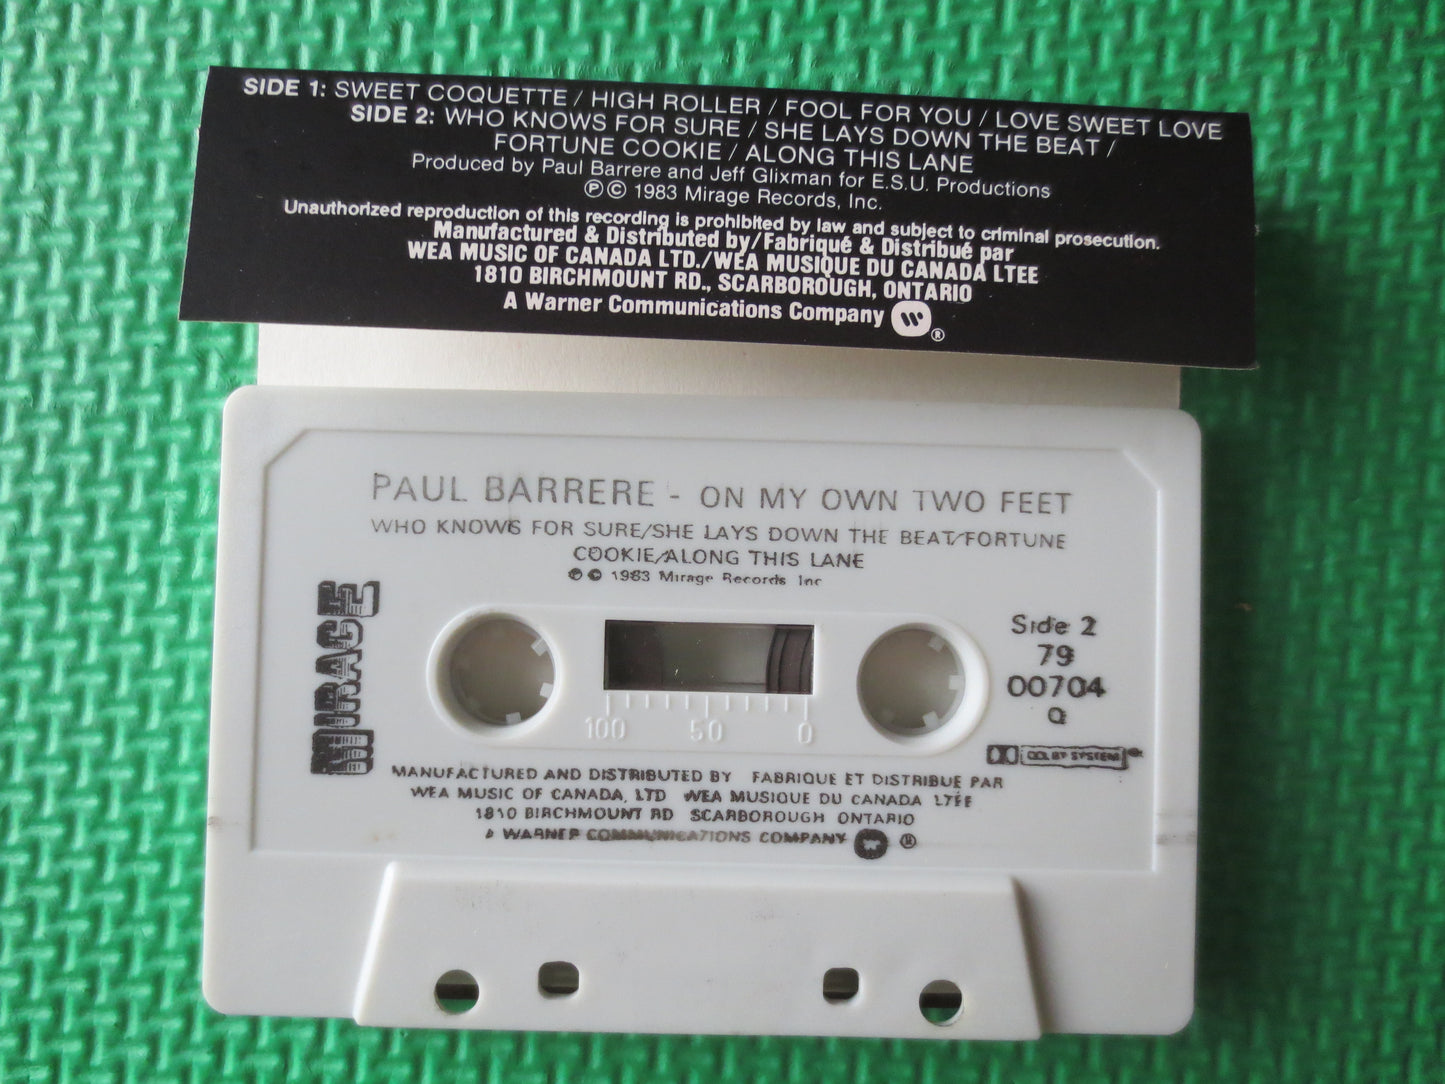 SIDE 1: SWEET COQUETTE / HIGH ROLLER / FOOL FOR YOU / LOVE SWEET LOVE
SIDE 2: WHO KNOWS FOR SURE / SHE LAYS DOWN THE BEAT /
FORTUNE COOKIE / ALONG THIS LANE
Produced by Paul Barrere and Jeff Glixman for E.S.U. Productions
Ⓟ© 1983 Mirage Records, Inc.
Unauthorized reproduction of this recording is prohibited by law and subject to criminal prosecution.
Manufactured & Distributed by/Fabriqué & Distribué par
WEA MUSIC OF CANADA LTD./WEA MUSIQUE DU CANADA LTEE
1810 BIRCHMOUNT RD., SCARBOROUGH, ONTARIO
A Warner Communications Company ®
PAUL BARRERE - ON MY OWN TWO FEET
WHO KNOWS FOR SURE/SHE LAYS DOWN THE BEAT/FORTUNE
COOKIE/ALONG THIS LANE
Ⓟ © 1983 Mirage Records Inc
MIRAGE
Side 2
79
00704
Q
100 50 0
DOLBY SYSTEM ®
MANUFACTURED AND DISTRIBUTED BY FABRIQUE ET DISTRIBUE PAR
WEA MUSIC OF CANADA, LTD WEA MUSIQUE DU CANADA LTÉE
1810 BIRCHMOUNT RD SCARBOROUGH ONTARIO
A WARNER COMMUNICATIONS COMPANY ®